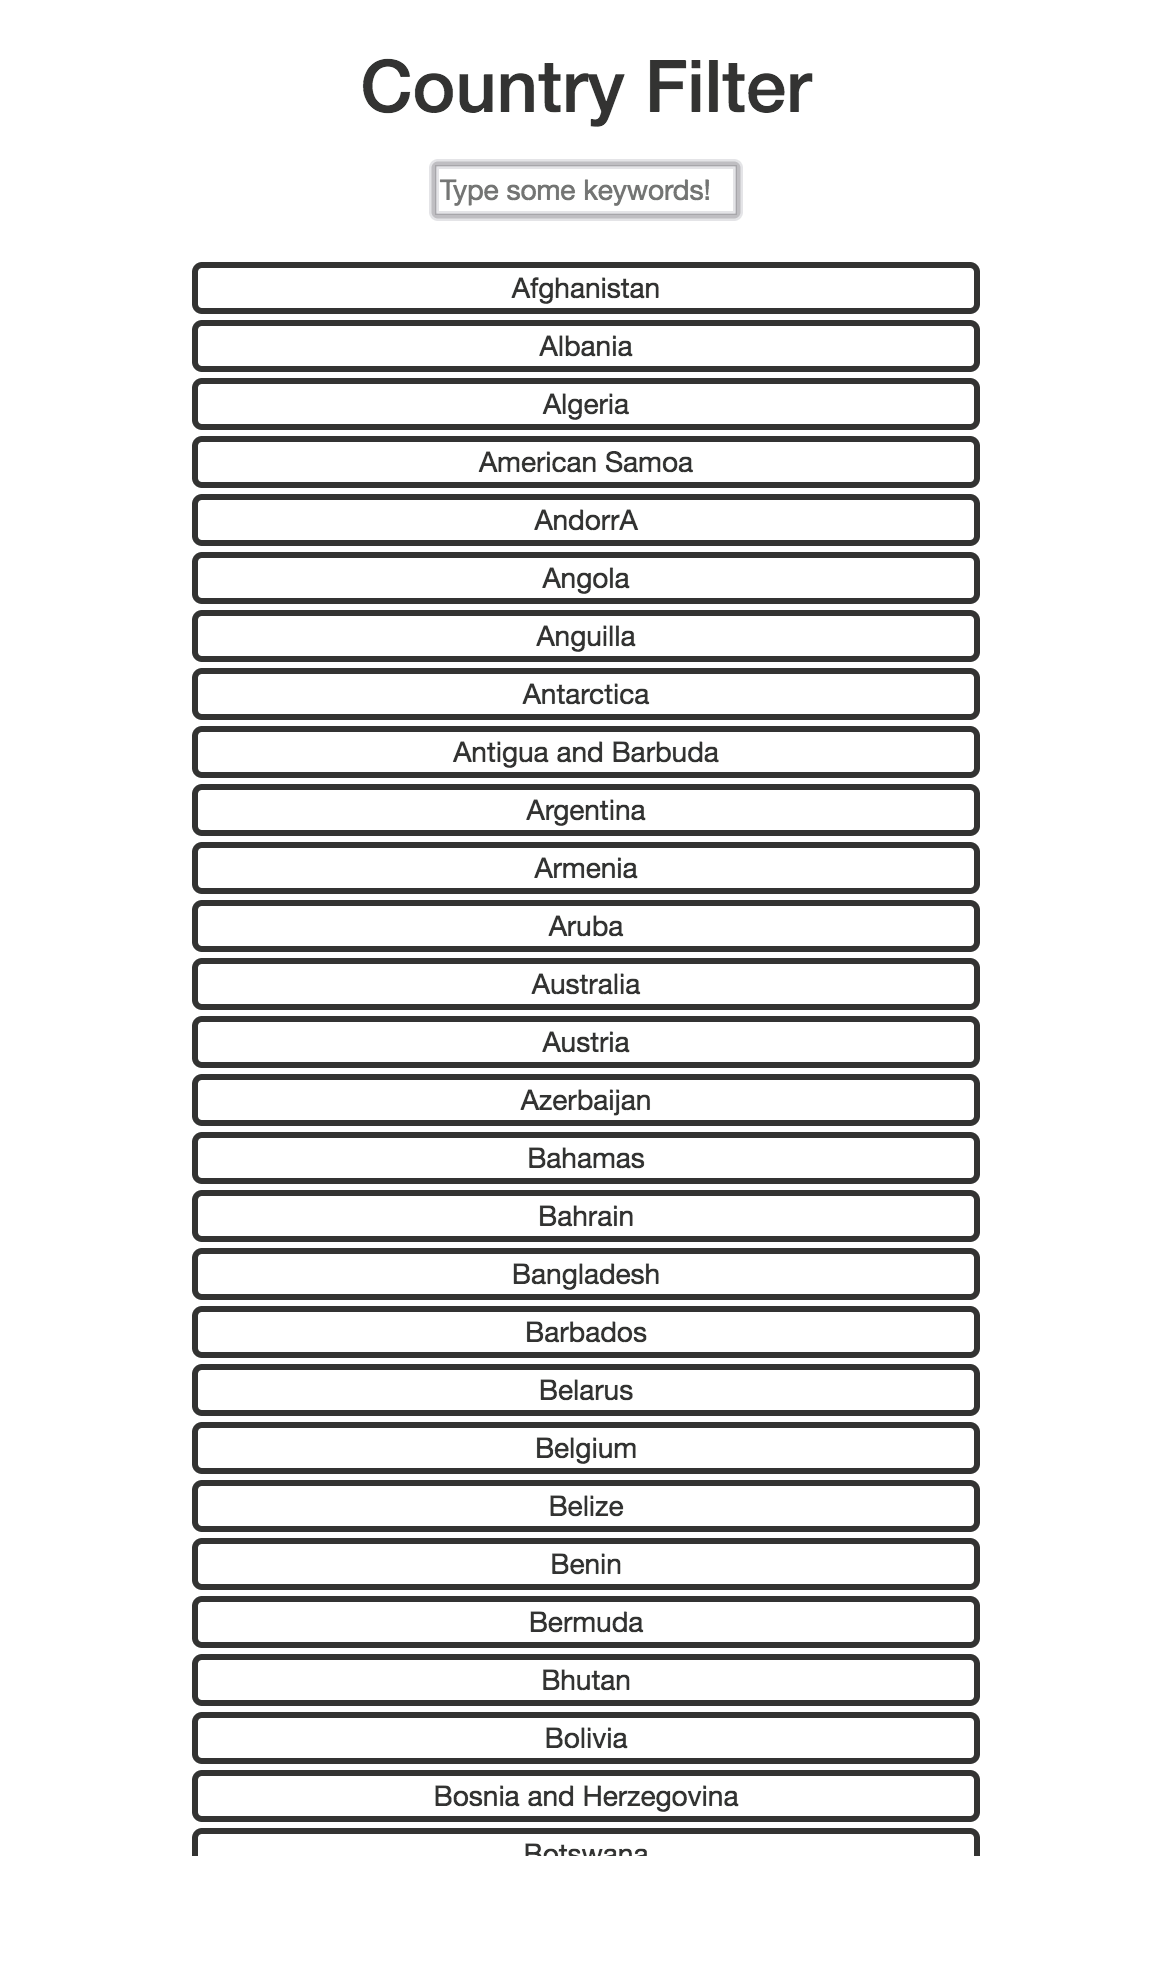 Country Filter
Type some keywords!
Afghanistan
Albania
Algeria
American Samoa
AndorrA
Angola
Anguilla
Antarctica
Antigua and Barbuda
Argentina
Armenia
Aruba
Australia
Austria
Azerbaijan
Bahamas
Bahrain
Bangladesh
Barbados
Belarus
Belgium
Belize
Benin
Bermuda
Bhutan
Bolivia
Bosnia and Herzegovina
Botswana